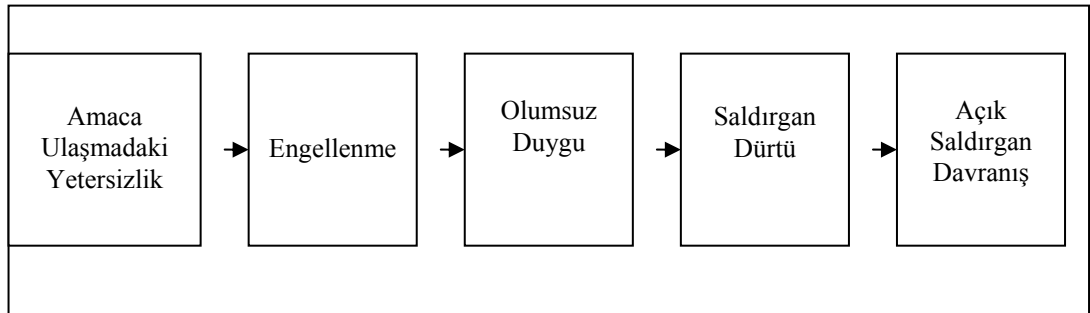 Amaca
Ulaşmadaki
Yetersizlik
Engellenme
Olumsuz
Duygu
Saldırgan
Dürtü
Açık
Saldırgan
Davranış